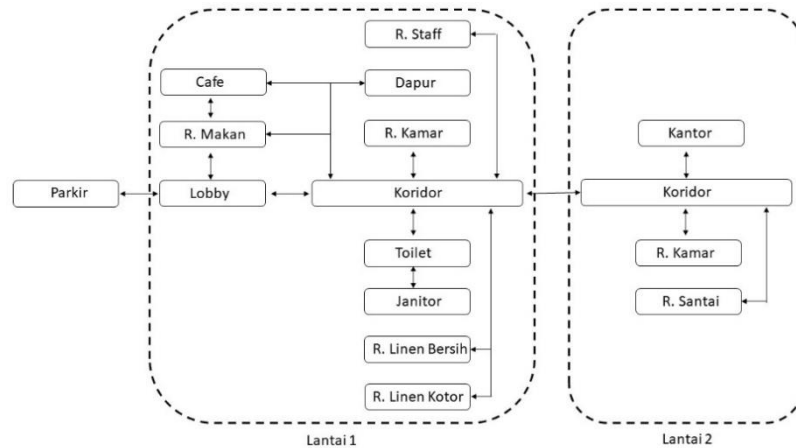 R. Staff
Cafe
Dapur
R. Makan
R. Kamar
Kantor
Parkir
Lobby
Koridor
Koridor
Toilet
R. Kamar
Janitor
R. Santai
R. Linen Bersih
R. Linen Kotor
Lantai 1
Lantai 2